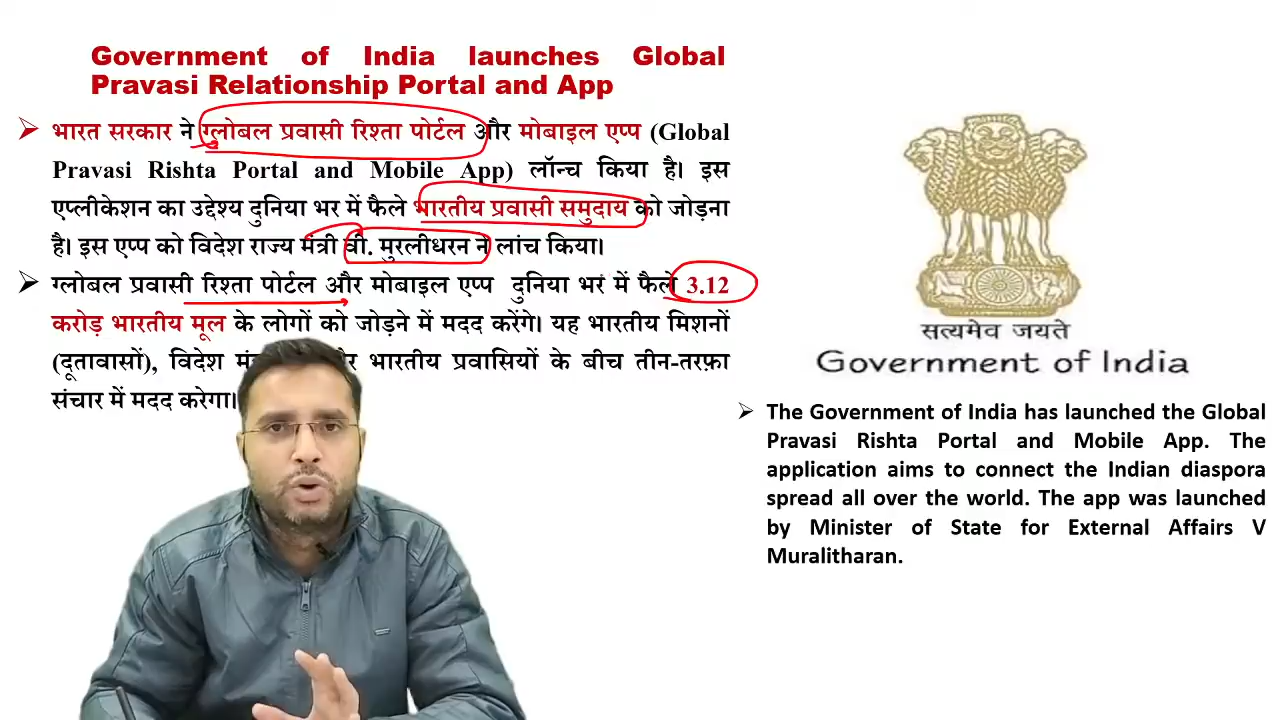 Government of India launches Global
Pravasi Relationship Portal and App
भारत सरकार ने ग्लोबल प्रवासी रिश्ता पोर्टल और मोबाइल एप्प (Global
Pravasi Rishta Portal and Mobile App) लॉन्च किया है। इस
एप्लीकेशन का उद्देश्य दुनिया भर में फैले भारतीय प्रवासी समुदाय को जोड़ना
है। इस एप्प को विदेश राज्य मंत्री वी. मुरलीधरन ने लांच किया।
ग्लोबल प्रवासी रिश्ता पोर्टल और मोबाइल एप्प दुनिया भर में फैले 3.12
करोड़ भारतीय मूल के लोगों को जोड़ने में मदद करेंगे। यह भारतीय मिशनों
(दूतावासों), विदेश भारतीय प्रवासियों के बीच तीन-तरफ़ा
संचार में मदद करेगा।
सत्यमेव जयते
Government of India
The Government of India has launched the Global
Pravasi Rishta Portal and Mobile App. The
application aims to connect the Indian diaspora
spread all over the world. The app was launched
by Minister of State for External Affairs V
Muralitharan.